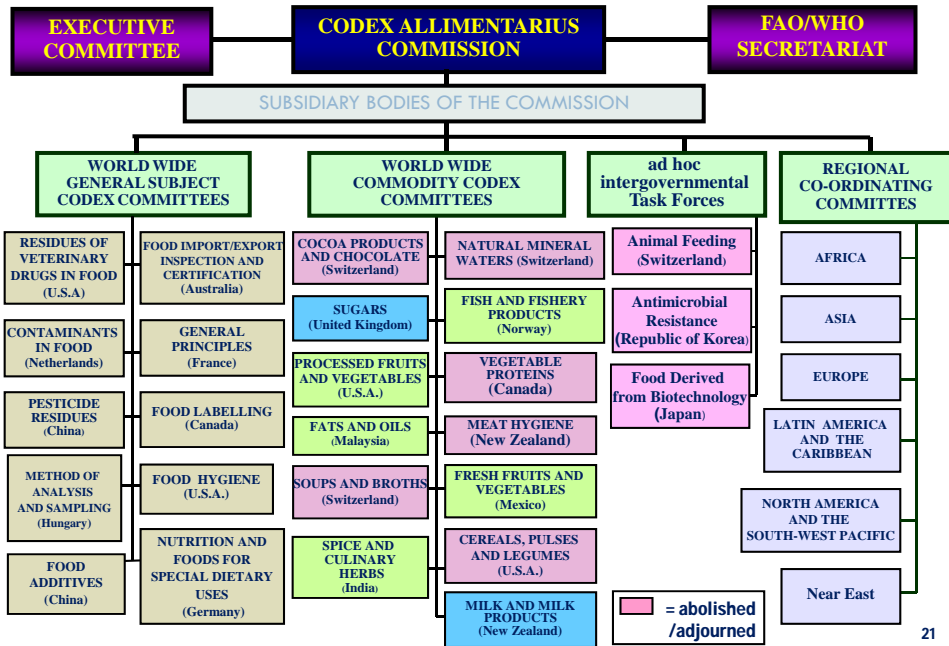 EXECUTIVE
COMMITTEE
CODEX ALLIMENTARIUS
COMMISSION
FAO/WHO
SECRETARIAT
SUBSIDIARY BODIES OF THE COMMISSION
WORLD WIDE
GENERAL SUBJECT
CODEX COMMITTEES
WORLD WIDE
COMMODITY CODEX
COMMITTEES
ad hoc
intergovernmental
Task Forces
REGIONAL
CO-ORDINATING
COMMITTES
RESIDUES OF
VETERINARY
DRUGS IN FOOD
(U.S.A)
FOOD IMPORT/EXPORT
INSPECTION AND
CERTIFICATION
(Australia)
CONTAMINANTS
IN FOOD
(Netherlands)
GENERAL
PRINCIPLES
(France)
PESTICIDE
RESIDUES
(China)
FOOD LABELLING
(Canada)
METHOD OF
ANALYSIS
AND SAMPLING
(Hungary)
FOOD HYGIENE
(U.S.A.)
FOOD
ADDITIVES
(China)
NUTRITION AND
FOODS FOR
SPECIAL DIETARY
USES
(Germany)
COCOA PRODUCTS
AND CHOCOLATE
(Switzerland)
NATURAL MINERAL
WATERS (Switzerland)
SUGARS
(United Kingdom)
FISH AND FISHERY
PRODUCTS
(Norway)
PROCESSED FRUITS
AND VEGETABLES
(U.S.A.)
VEGETABLE
PROTEINS
(Canada)
FATS AND OILS
(Malaysia)
MEAT HYGIENE
(New Zealand)
SOUPS AND BROTHS
(Switzerland)
FRESH FRUITS AND
VEGETABLES
(Mexico)
SPICE AND
CULINARY
HERBS
(India)
CEREALS, PULSES
AND LEGUMES
(U.S.A.)
MILK AND MILK
PRODUCTS
(New Zealand)
Animal Feeding
(Switzerland)
Antimicrobial
Resistance
(Republic of Korea)
Food Derived
from Biotechnology
(Japan)
AFRICA
ASIA
EUROPE
LATIN AMERICA
AND THE
CARIBBEAN
NORTH AMERICA
AND THE
SOUTH-WEST PACIFIC
Near East
= abolished
/adjourned
21